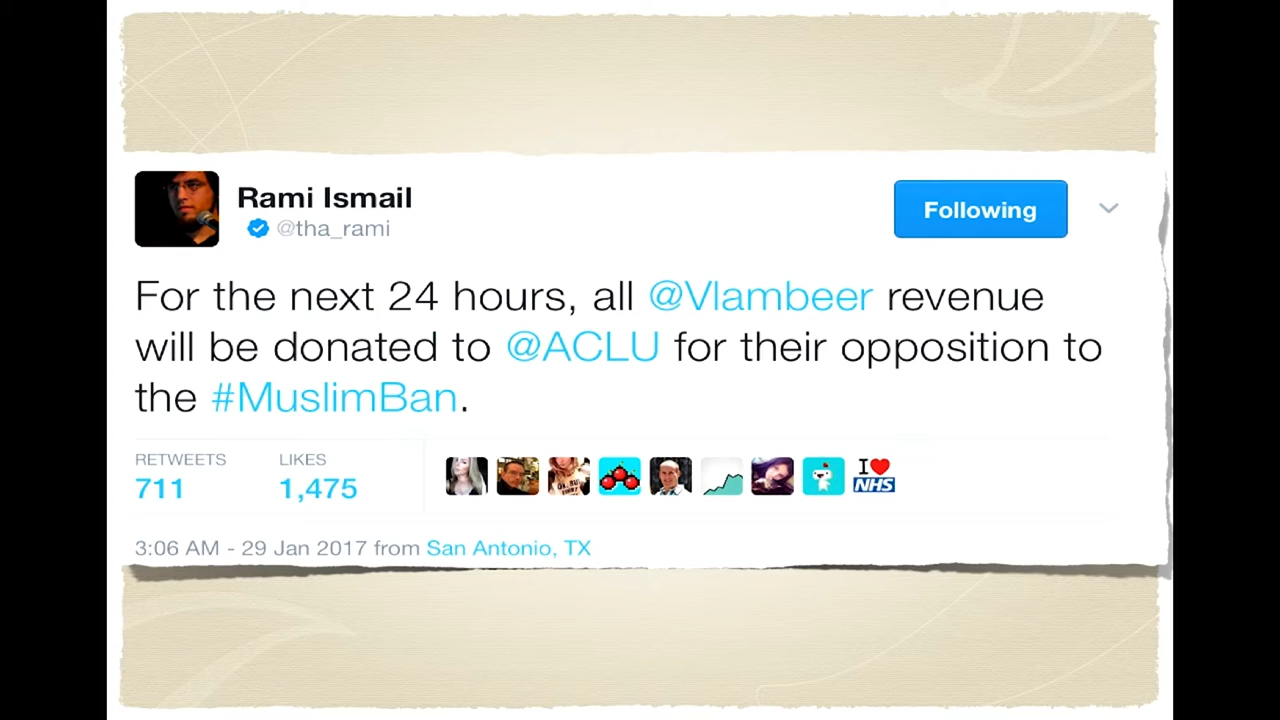 Rami Ismail
@tha_rami
Following
For the next 24 hours, all @Vlambeer revenue
will be donated to @ACLU for their opposition to
the #MuslimBan.
RETWEETS LIKES
711 1,475
I NHS
3:06 AM - 29 Jan 2017 from San Antonio, TX